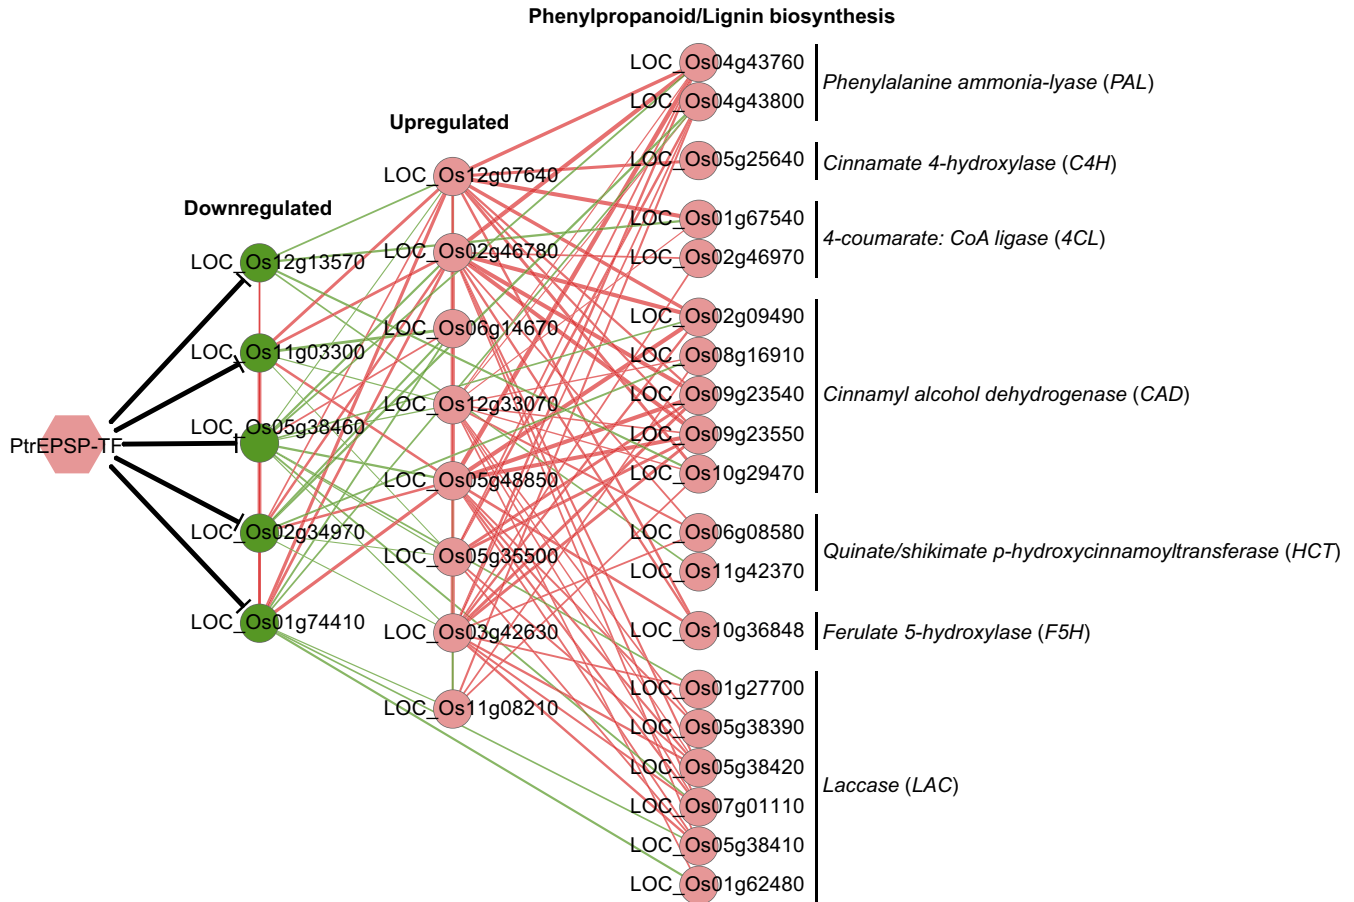 Phenylpropanoid/Lignin biosynthesis
LOC_Os04g43760
Phenylalanine ammonia-lyase (PAL)
LOC_Os04g43800
Upregulated
LOC_Os05g25640
Cinnamate 4-hydroxylase (C4H)
LOC_Os12g07640
Downregulated
LOC_Os01g67540
4-coumarate: CoA ligase (4CL)
LOC_Os02g46970
LOC_Os02g46780
LOC_Os12g13570
LOC_Os02g09490
LOC_Os06g14670
LOC_Os11g03300
LOC_Os08g16910
LOC_Os09g23540
Cinnamyl alcohol dehydrogenase (CAD)
LOC_Os12g33070
LOC_Os05g38460
LOC_Os09g23550
PtrEPSP-TF
LOC_Os10g29470
LOC_Os05g48850
LOC_Os02g34970
LOC_Os06g08580
Quinate/shikimate p-hydroxycinnamoyltransferase (HCT)
LOC_Os05g35500
LOC_Os11g42370
LOC_Os01g74410
LOC_Os03g42630
LOC_Os10g36848
Ferulate 5-hydroxylase (F5H)
LOC_Os01g27700
LOC_Os11g08210
LOC_Os05g38390
LOC_Os05g38420
Laccase (LAC)
LOC_Os07g01110
LOC_Os05g38410
LOC_Os01g62480